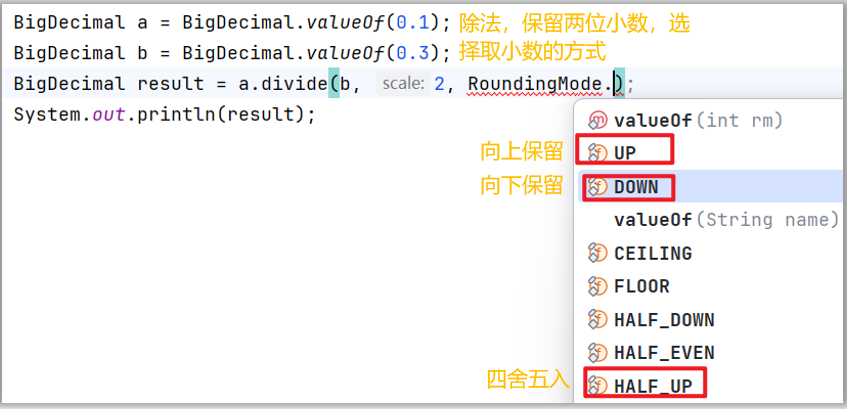 BigDecimal a = BigDecimal.valueOf(0.1); 除法，保留两位小数，选
BigDecimal b = BigDecimal.valueOf(0.3); 择取小数的方式
BigDecimal result = a.divide(b, scale: 2, RoundingMode.);
System.out.println(result);
m valueOf(int rm)
向上保留 f UP
向下保留 f DOWN
valueOf(String name)
f CEILING
f FLOOR
f HALF_DOWN
f HALF_EVEN
四舍五入 f HALF_UP